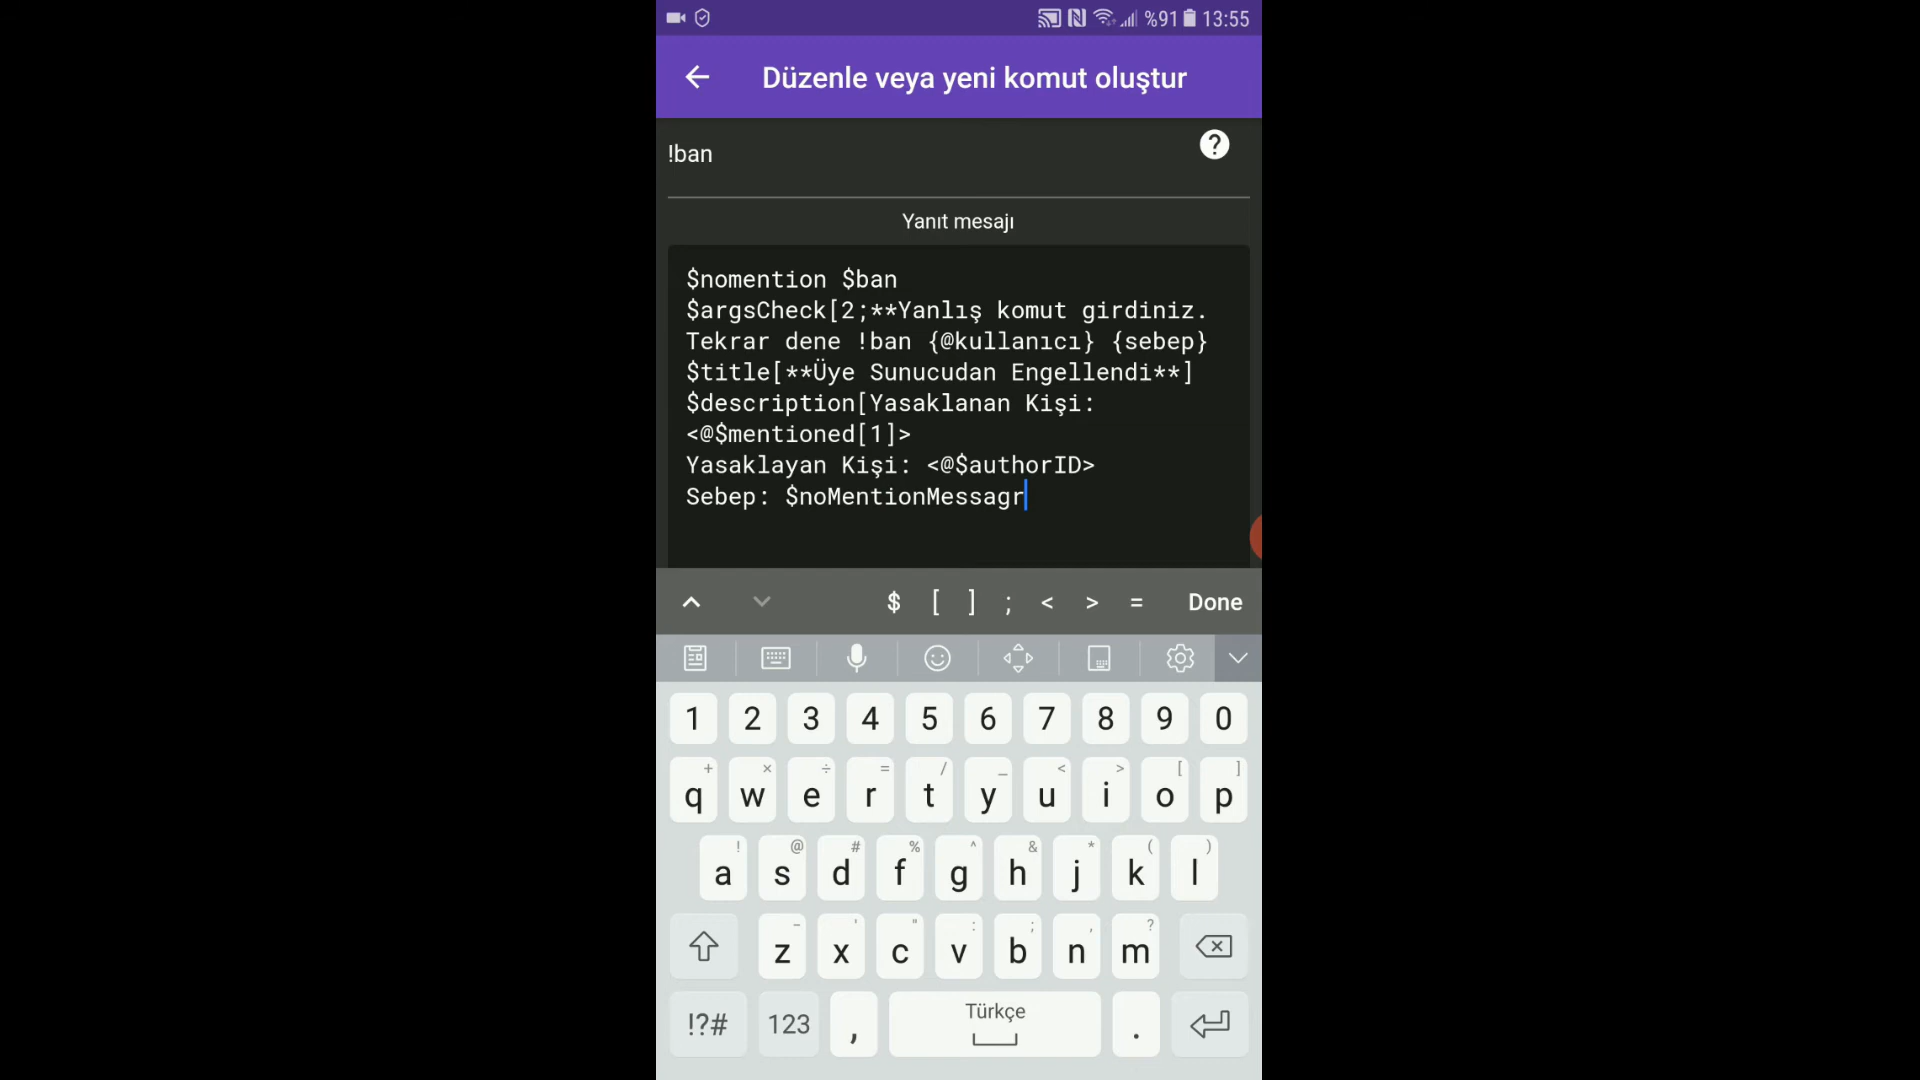 %91 13:55
Düzenle veya yeni komut oluştur
!ban
?
Yanıt mesajı
$nomention $ban
$argsCheck[2;**Yanlış komut girdiniz.
Tekrar dene !ban {@kullanıcı} {sebep}
$title[**Üye Sunucudan Engellendi**]
$description[Yasaklanan Kişi:
<@$mentioned[1]>
Yasaklayan Kişi: <@$authorID>
Sebep: $noMentionMessagr
$ [ ] ; < > = Done
1 2 3 4 5 6 7 8 9 0
+ × ÷ = / _ < > [ ]
q w e r t y u i o p
! @ # % ^ & * ( )
a s d f g h j k l
- ' " : ; , ?
z x c v b n m
!?# 123 , Türkçe .